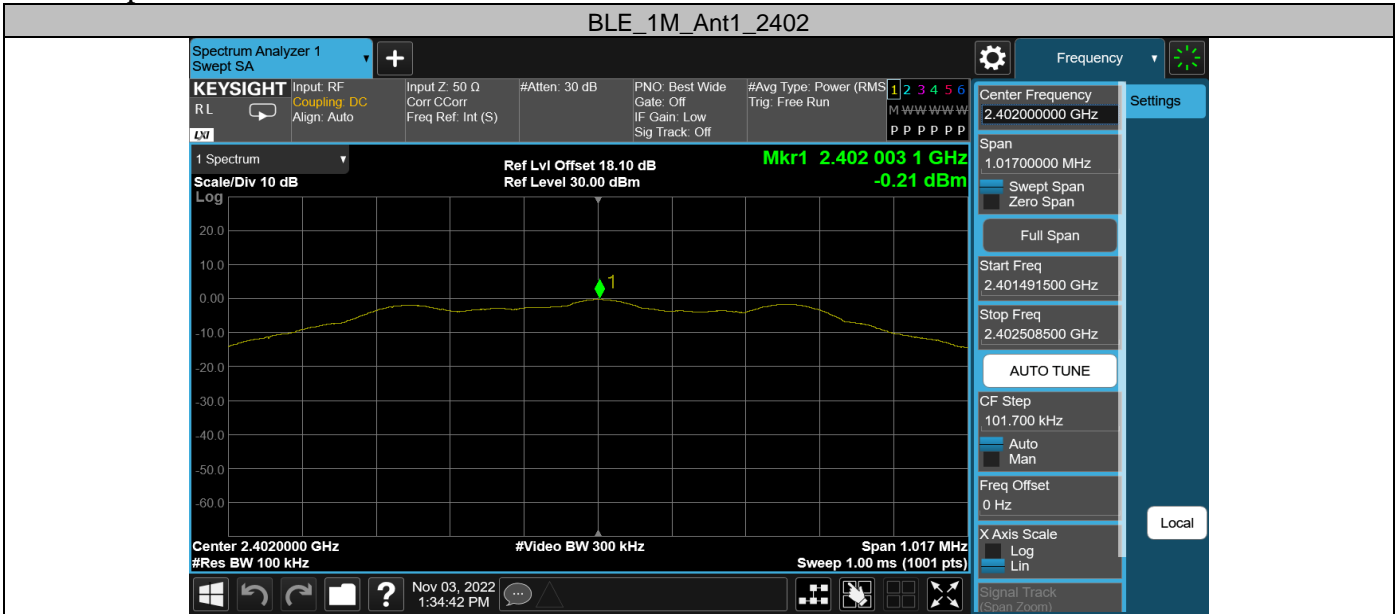 BLE_1M_Ant1_2402
Spectrum Analyzer 1
Swept SA
+
Frequency
KEYSIGHT
RL
LXI
Input: RF
Coupling: DC
Align: Auto
Input Z: 50 Ω
Corr CCorr
Freq Ref: Int (S)
#Atten: 30 dB
PNO: Best Wide
Gate: Off
IF Gain: Low
Sig Track: Off
#Avg Type: Power (RMS
Trig: Free Run
1 2 3 4 5 6
M W W W W W
P P P P P P
1 Spectrum
Scale/Div 10 dB
Log
Ref Lvl Offset 18.10 dB
Ref Level 30.00 dBm
Mkr1 2.402 003 1 GHz
-0.21 dBm
20.0
10.0
0.00
-10.0
-20.0
-30.0
-40.0
-50.0
-60.0
1
Center 2.4020000 GHz
#Res BW 100 kHz
#Video BW 300 kHz
Span 1.017 MHz
Sweep 1.00 ms (1001 pts)
Center Frequency
2.402000000 GHz
Span
1.01700000 MHz
Swept Span
Zero Span
Full Span
Start Freq
2.401491500 GHz
Stop Freq
2.402508500 GHz
AUTO TUNE
CF Step
101.700 kHz
Auto
Man
Freq Offset
0 Hz
X Axis Scale
Log
Lin
Signal Track
(Span Zoom)
Settings
Local
?
Nov 03, 2022
1:34:42 PM